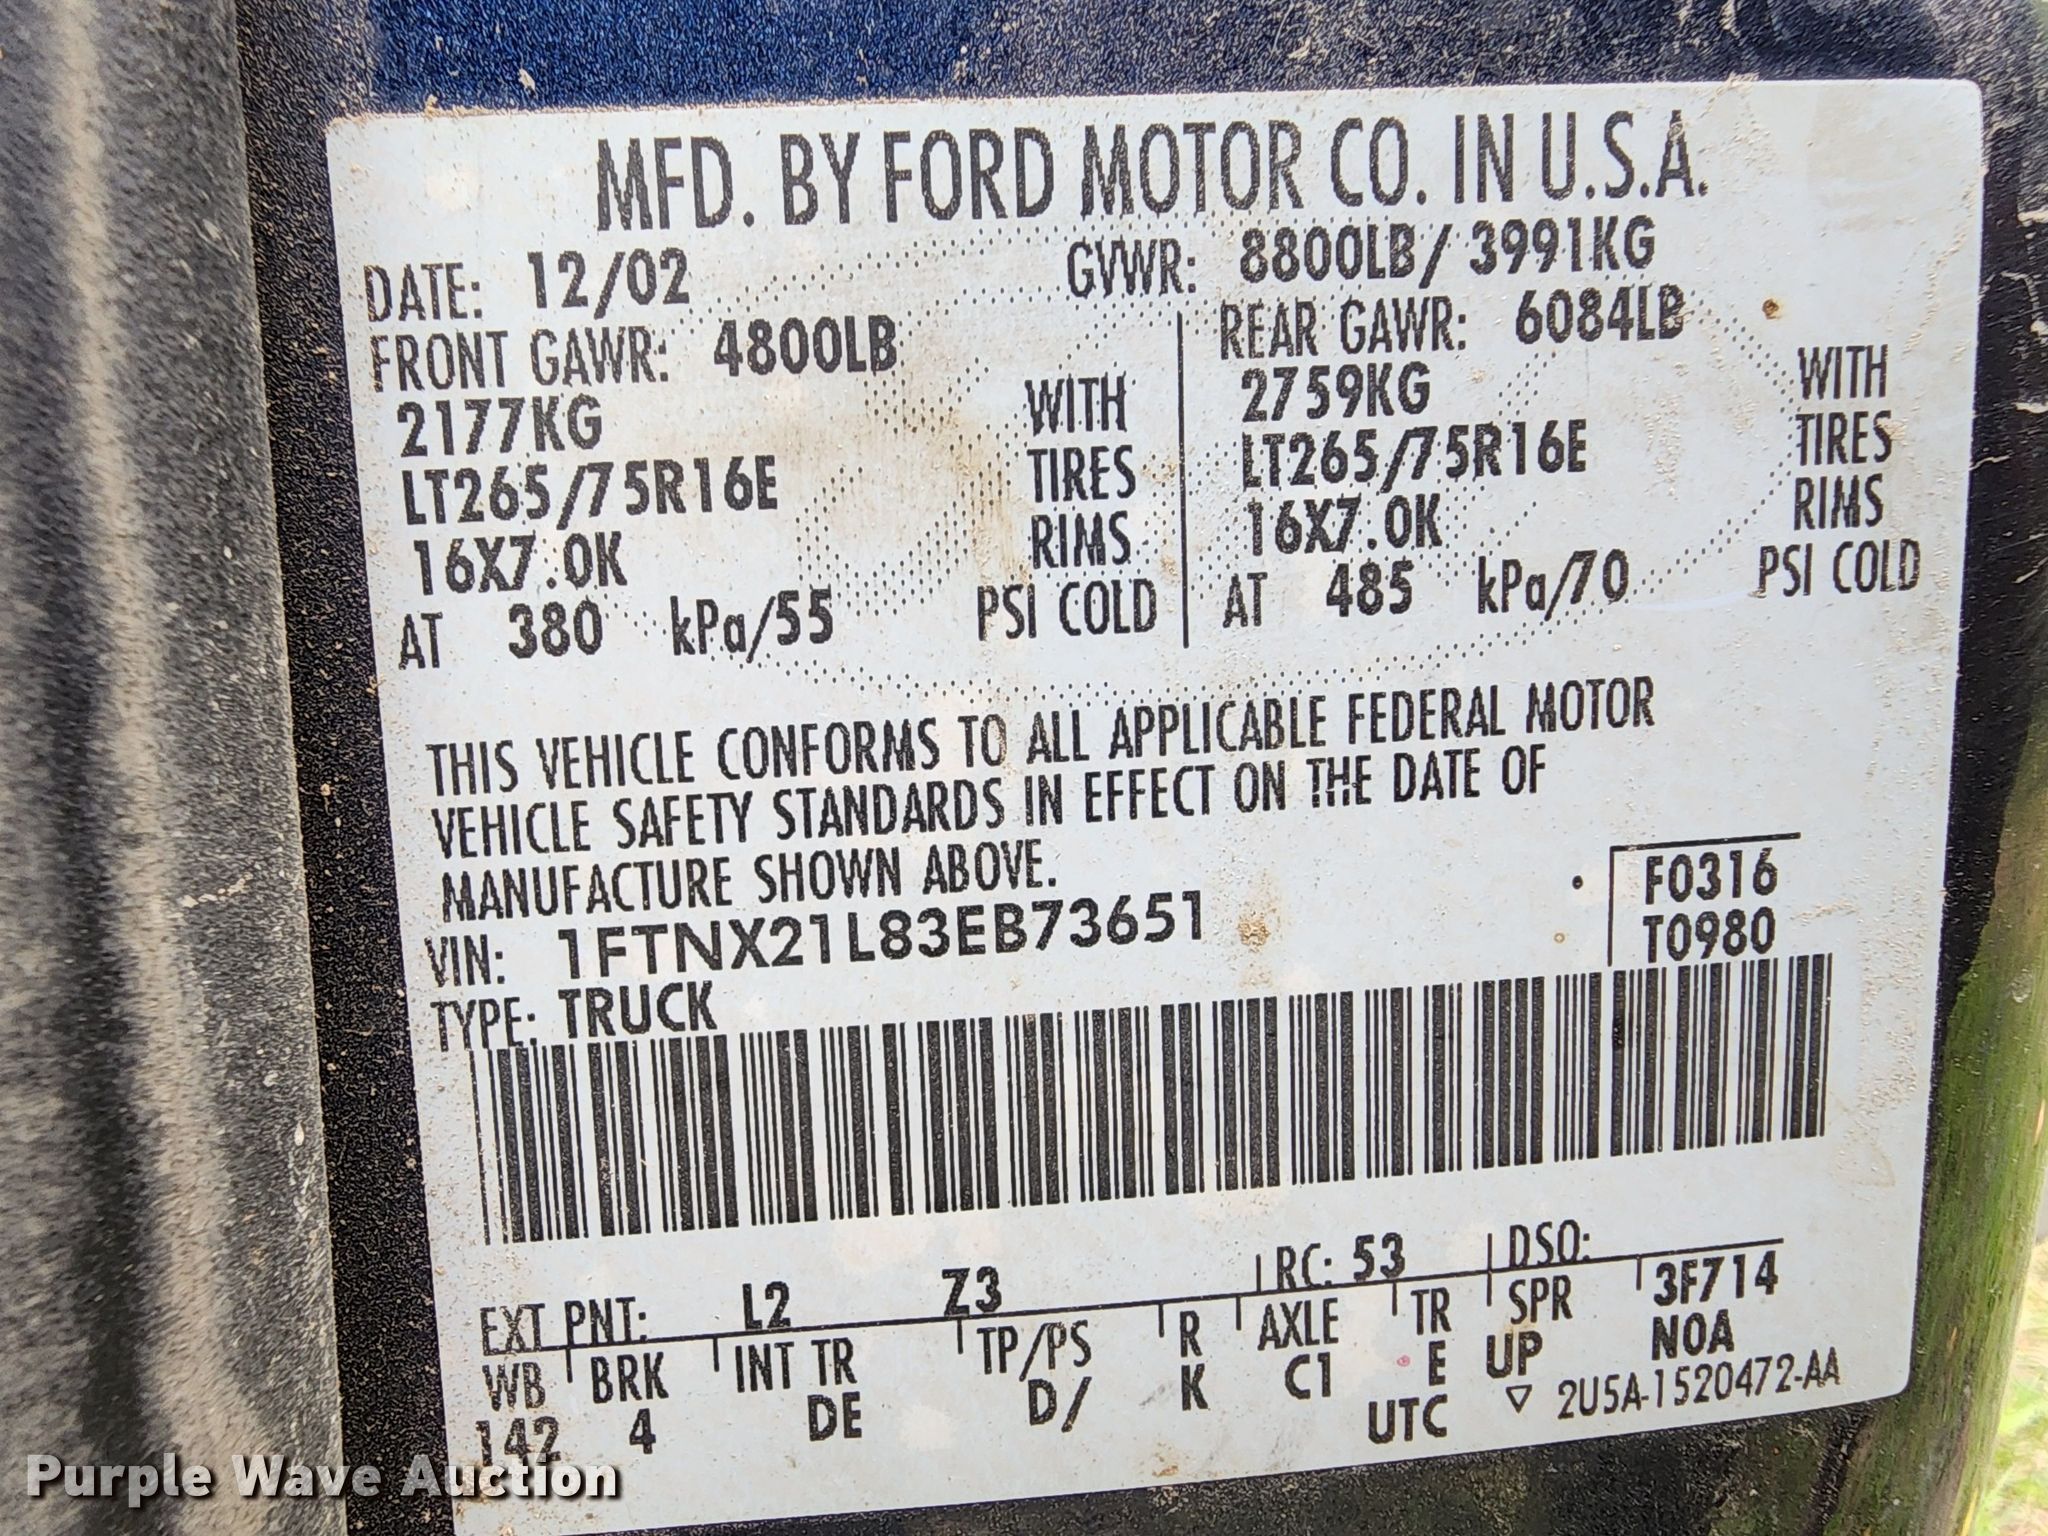 MFD. BY FORD MOTOR CO. IN U.S.A.
DATE: 12/02 GVWR: 8800LB/ 3991KG
FRONT GAWR: 4800LB REAR GAWR: 6084LB
2177KG WITH 2759KG WITH
LT265/75R16E TIRES LT265/75R16E TIRES
16X7.0K RIMS 16X7.0K RIMS
AT 380 kPa/55 PSI COLD AT 485 kPa/70 PSI COLD
THIS VEHICLE CONFORMS TO ALL APPLICABLE FEDERAL MOTOR
VEHICLE SAFETY STANDARDS IN EFFECT ON THE DATE OF
MANUFACTURE SHOWN ABOVE.
F0316
VIN: 1FTNX21L83EB73651 T0980
TYPE: TRUCK
EXT PNT: L2 Z3 RC: 53 DSO:
WB BRK INT TR TP/PS R AXLE TR SPR 3F714
142 4 DE D/ K C1 E UP N0A
UTC ▽ 2U5A-1520472-AA
Purple Wave Auction